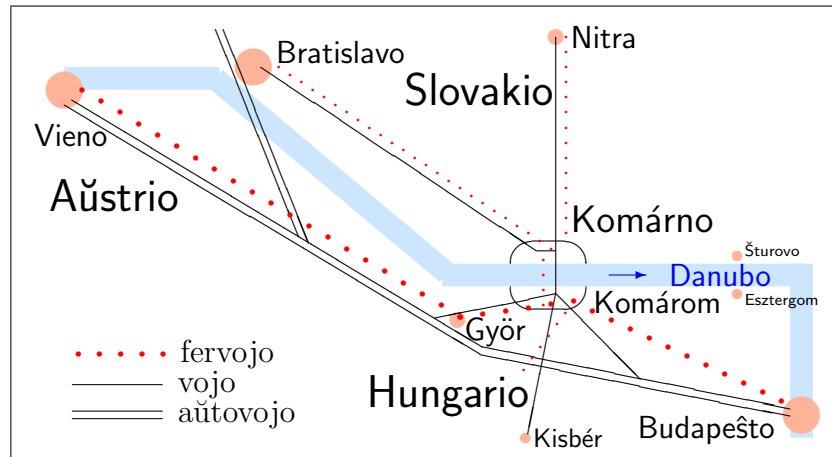 Nitra
Bratislavo
Slovakio
Vieno
Aŭstrio
Komárno
Šturovo
Danubo
Esztergom
Komárom
Györ
fervojo
vojo
Hungario
aŭtovojo
Budapeŝto
Kisbér